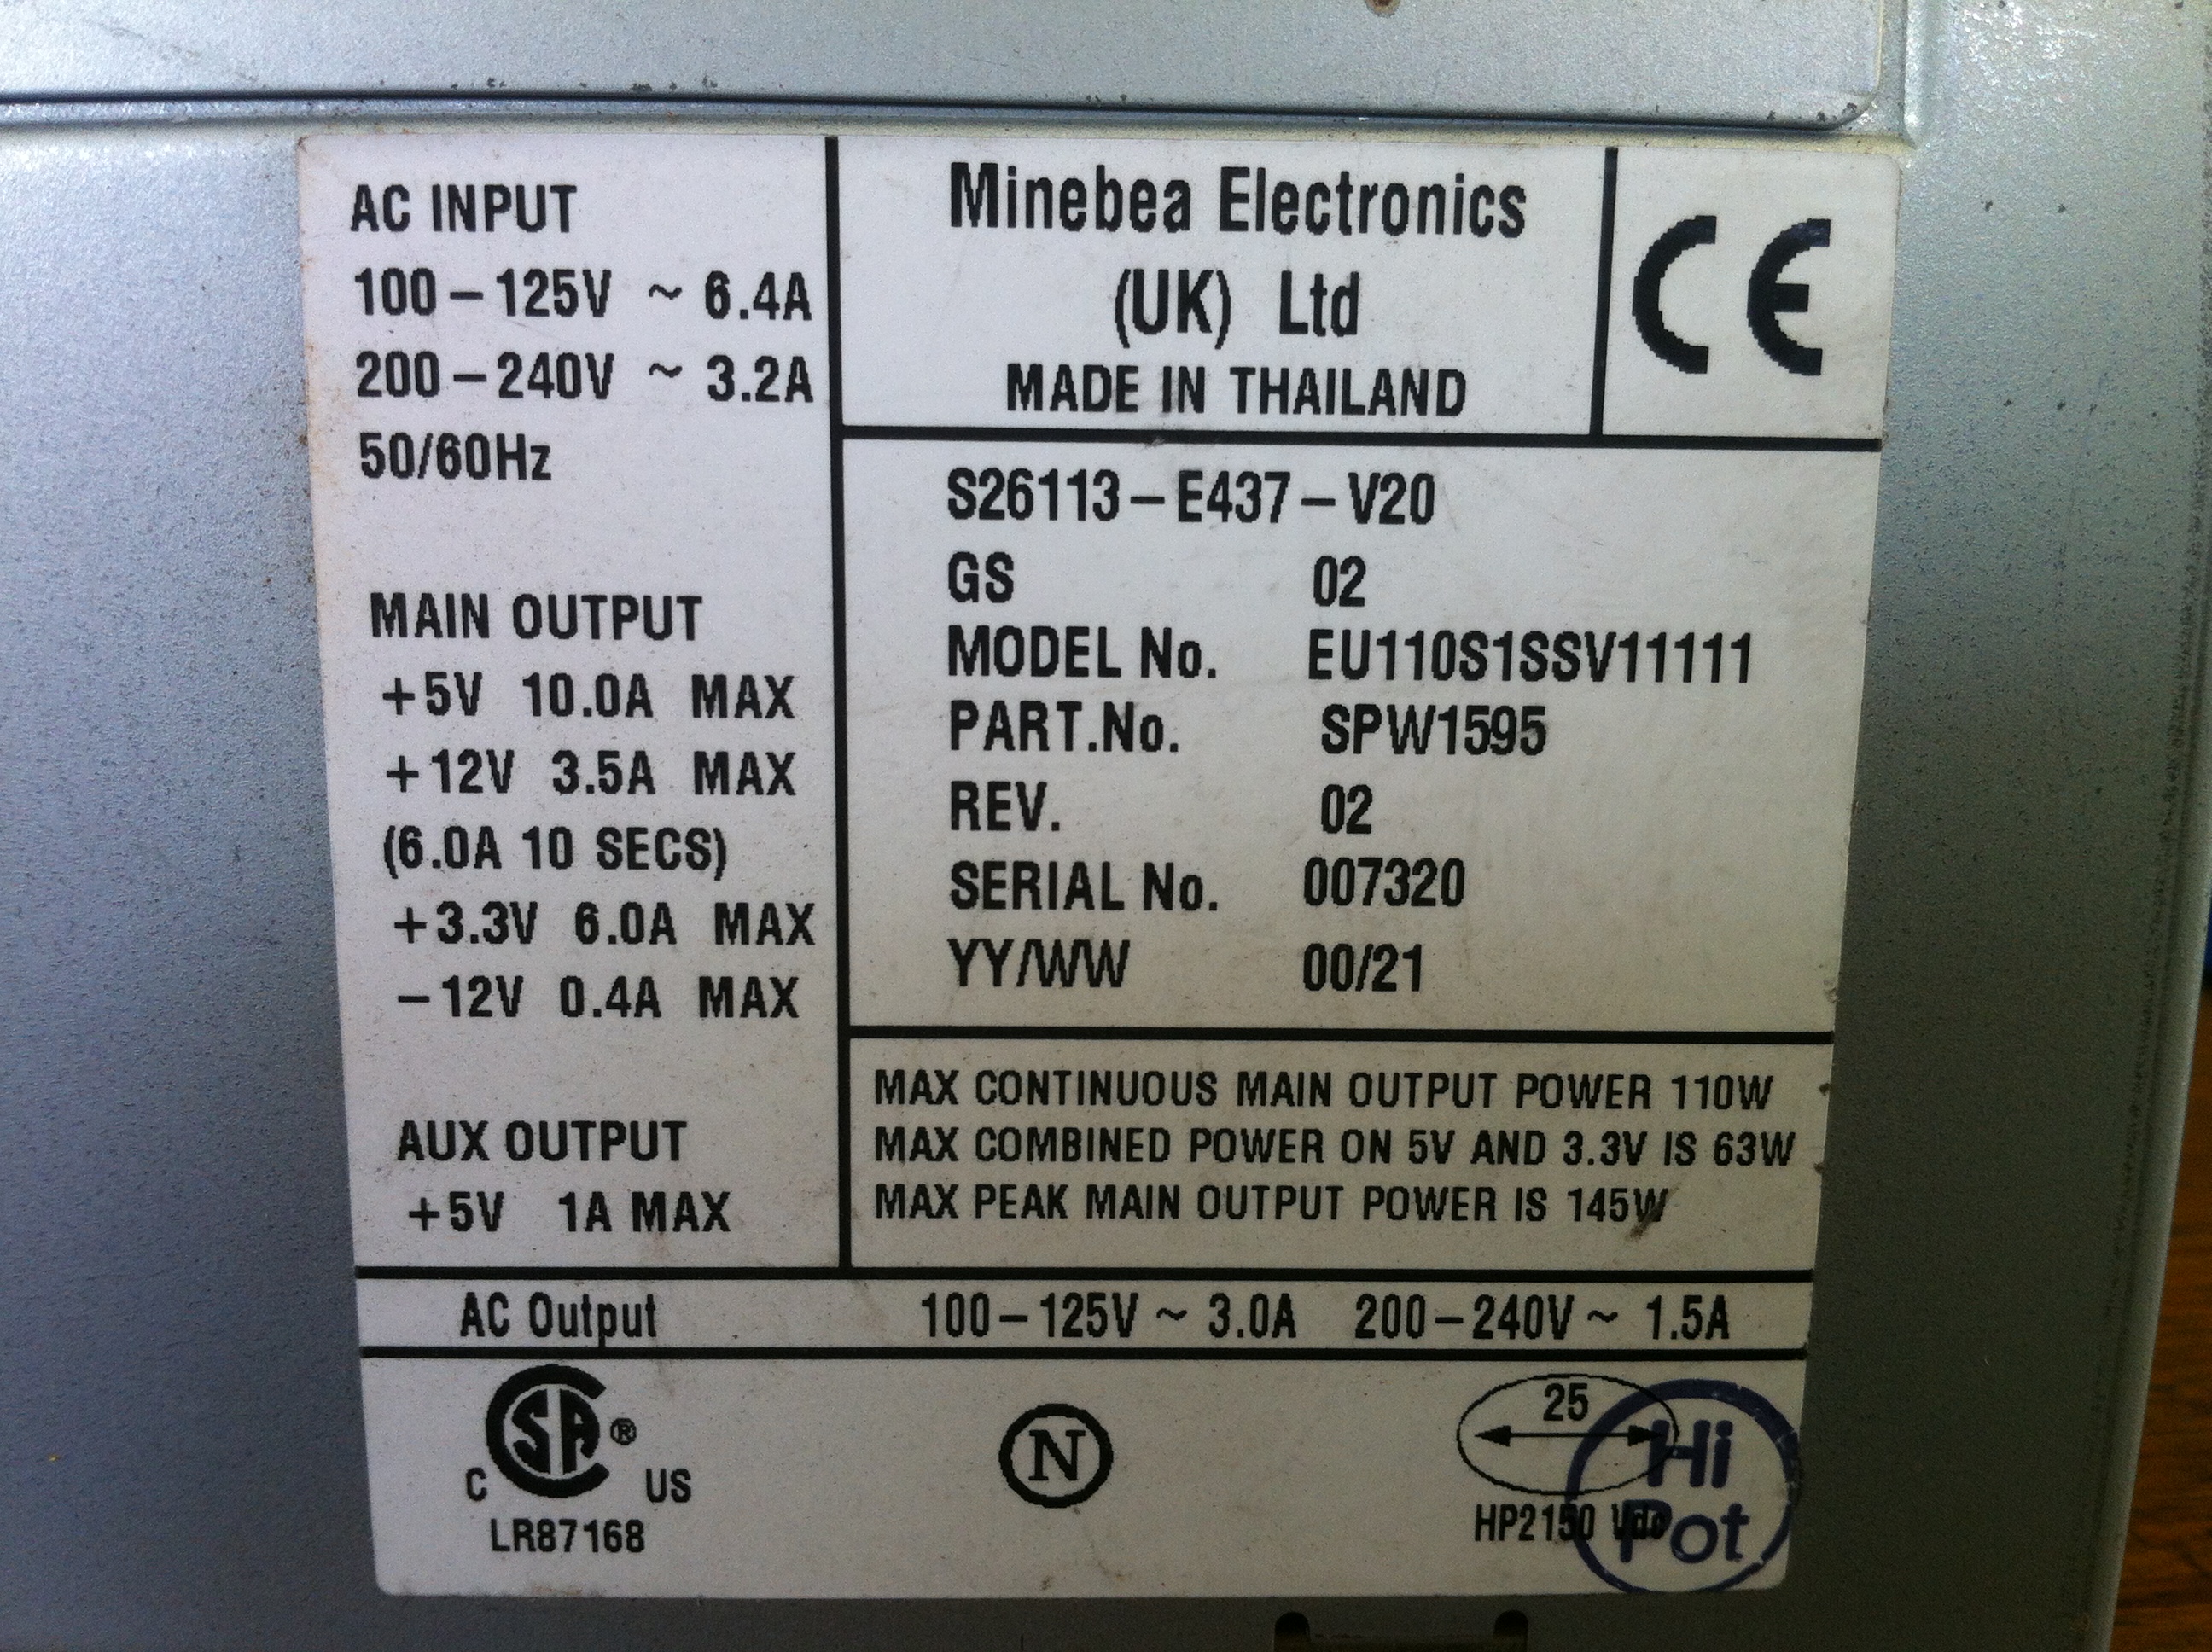 AC INPUT
100–125V ~ 6.4A
200–240V ~ 3.2A
50/60Hz
MAIN OUTPUT
+5V 10.0A MAX
+12V 3.5A MAX
(6.0A 10 SECS)
+3.3V 6.0A MAX
–12V 0.4A MAX
AUX OUTPUT
+5V 1A MAX
Minebea Electronics
(UK) Ltd
MADE IN THAILAND
CE
S26113–E437–V20
GS 02
MODEL No. EU110S1SSV11111
PART.No. SPW1595
REV. 02
SERIAL No. 007320
YY/WW 00/21
MAX CONTINUOUS MAIN OUTPUT POWER 110W
MAX COMBINED POWER ON 5V AND 3.3V IS 63W
MAX PEAK MAIN OUTPUT POWER IS 145W
AC Output 100–125V ~ 3.0A 200–240V ~ 1.5A
CSA®
C US
LR87168
N
25
HP2150 Vdc
Hi
Pot